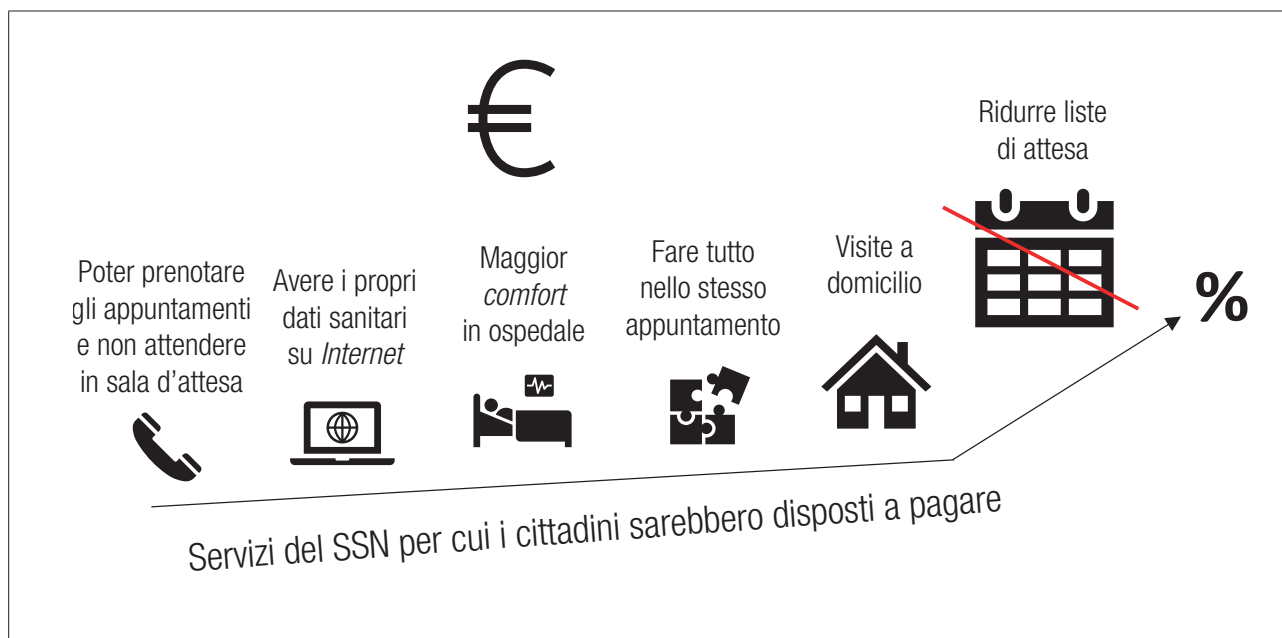 €
Poter prenotare
gli appuntamenti
e non attendere
in sala d'attesa
Avere i propri
dati sanitari
su Internet
Maggior
comfort
in ospedale
Fare tutto
nello stesso
appuntamento
Visite a
domicilio
Ridurre liste
di attesa
%
Servizi del SSN per cui i cittadini sarebbero disposti a pagare